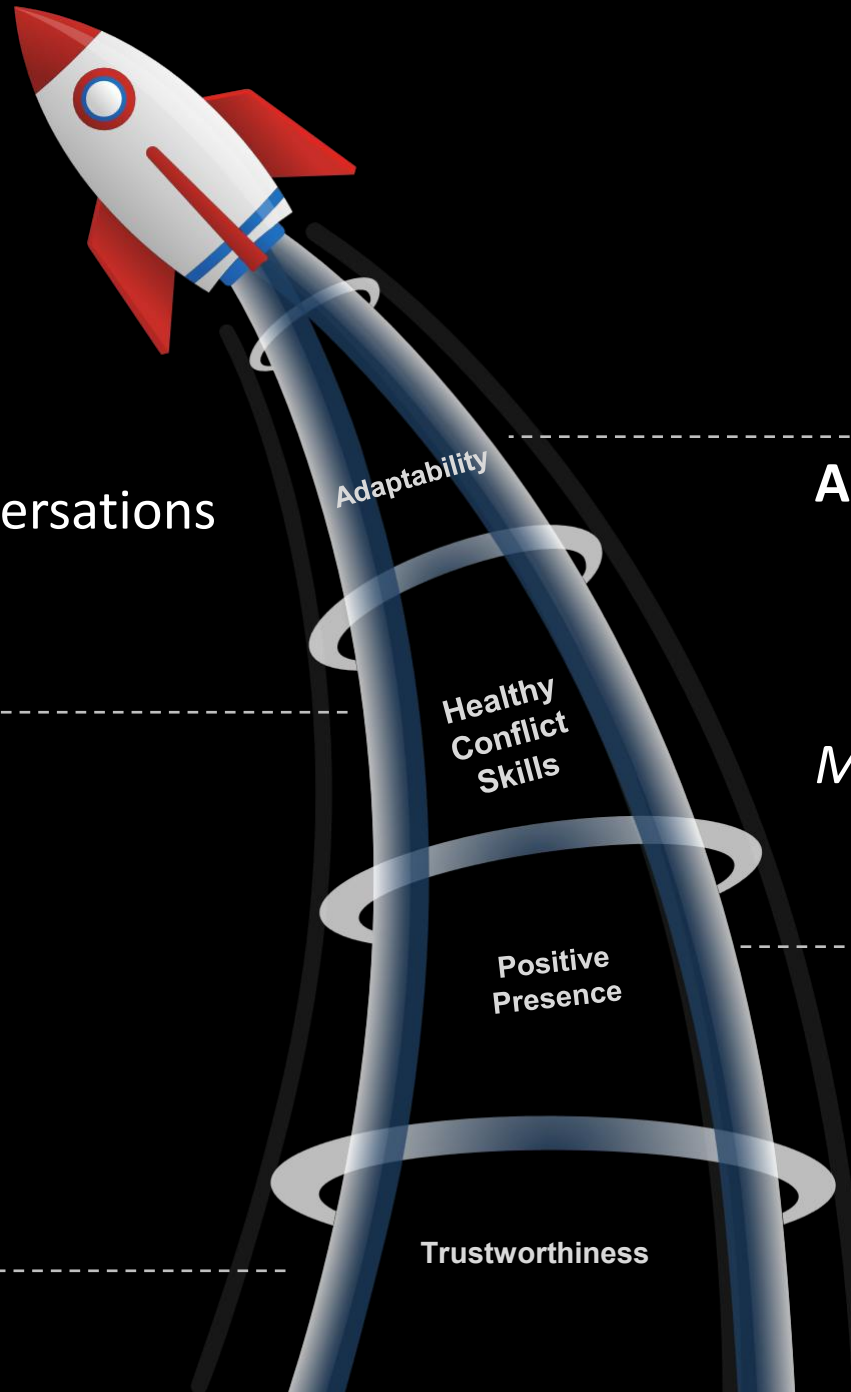 Adaptability
ersations
A
Healthy
Conflict
Skills
M
Positive
Presence
Trustworthiness